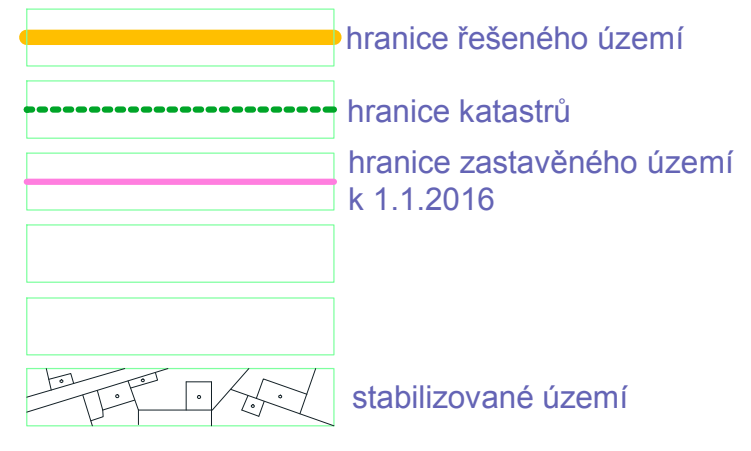 hranice řešeného území
hranice katastrů
hranice zastavěného území
k 1.1.2016
stabilizované území